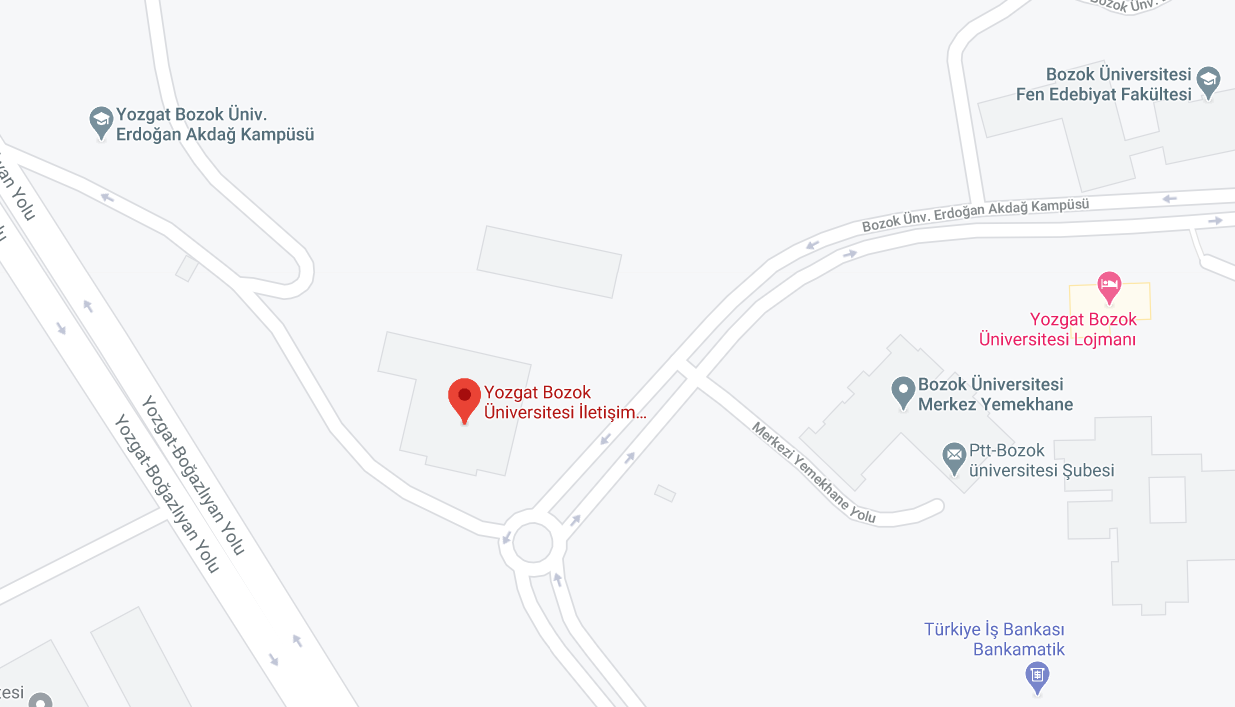 Bozok Ünv.
Bozok Üniversitesi
Fen Edebiyat Fakültesi
Yozgat Bozok Üniv.
Erdoğan Akdağ Kampüsü
Yolu
Bozok Ünv. Erdoğan Akdağ Kampüsü
Yozgat Bozok
Üniversitesi Lojmanı
Yozgat Bozok
Üniversitesi İletişim...
Bozok Üniversitesi
Merkez Yemekhane
Merkezi Yemekhane Yolu
Ptt-Bozok
üniversitesi Şubesi
Yozgat-Boğazlıyan Yolu
Yozgat-Boğazlıyan Yolu
Türkiye İş Bankası
Bankamatik